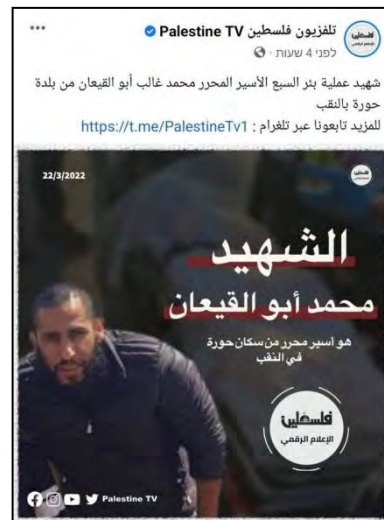 تلفزيون فلسطين Palestine TV
לפני 4 שעות
شهيد عملية بئر السبع الأسير المحرر محمد غالب أبو القيعان من بلدة
حورة بالنقب
للمزيد تابعونا عبر تلغرام : https://t.me/PalestineTv1
22/3/2022
الشهيد
محمد أبو القيعان
هو أسير محرر من سكان حورة
في النقب
فلسطين
الإعلام الرقمي
Palestine TV